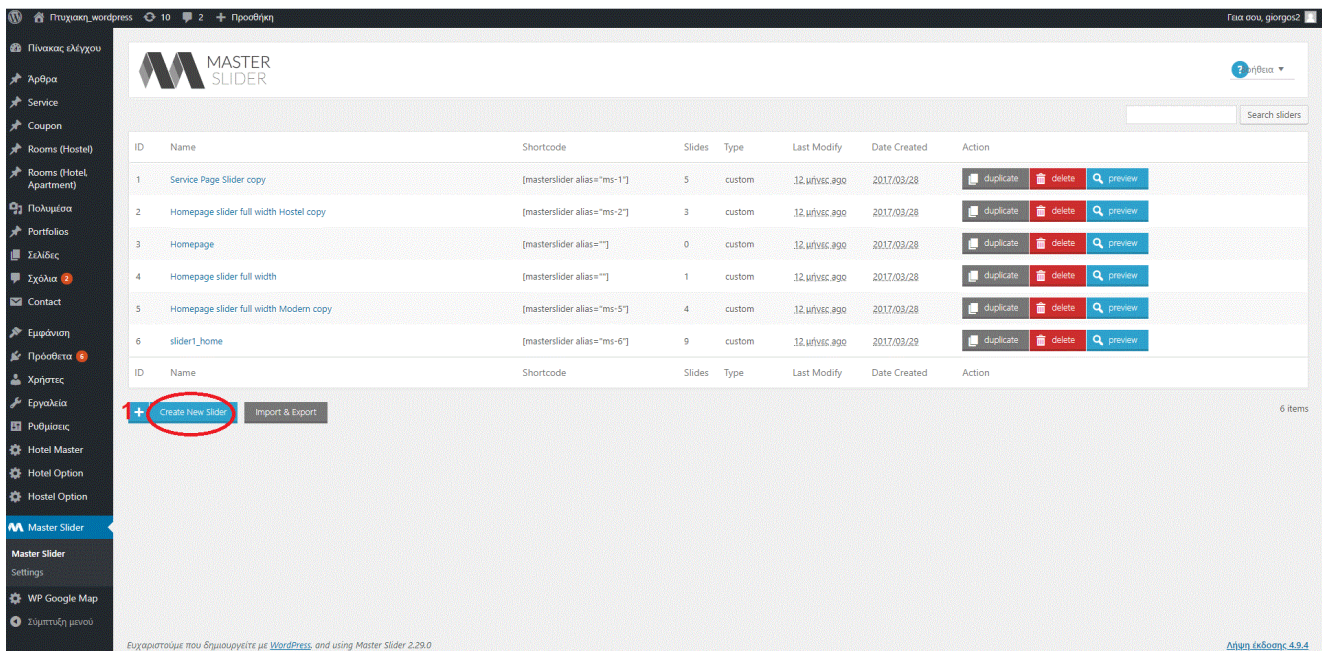 Πτυχιακη_wordpress 10 2 + Προσθήκη Γεια σου, giorgos2
Πίνακας ελέγχου
Άρθρα
Service
Coupon
Rooms (Hostel)
Rooms (Hotel, Apartment)
Πολυμέσα
Portfolios
Σελίδες
Σχόλια 2
Contact
Εμφάνιση
Πρόσθετα 6
Χρήστες
Εργαλεία
Ρυθμίσεις
Hotel Master
Hotel Option
Hostel Option
Master Slider
Master Slider
Settings
WP Google Map
Σύμπτυξη μενού
MASTER
SLIDER
? ήθεια ▼
Search sliders
ID Name Shortcode Slides Type Last Modify Date Created Action
1 Service Page Slider copy [masterslider alias="ms-1"] 5 custom 12 μήνες ago 2017/03/28 duplicate delete preview
2 Homepage slider full width Hostel copy [masterslider alias="ms-2"] 3 custom 12 μήνες ago 2017/03/28 duplicate delete preview
3 Homepage [masterslider alias=""] 0 custom 12 μήνες ago 2017/03/28 duplicate delete preview
4 Homepage slider full width [masterslider alias=""] 1 custom 12 μήνες ago 2017/03/28 duplicate delete preview
5 Homepage slider full width Modern copy [masterslider alias="ms-5"] 4 custom 12 μήνες ago 2017/03/28 duplicate delete preview
6 slider1_home [masterslider alias="ms-6"] 9 custom 12 μήνες ago 2017/03/29 duplicate delete preview
ID Name Shortcode Slides Type Last Modify Date Created Action
1 + Create New Slider Import & Export 6 items
Ευχαριστούμε που δημιουργείτε με WordPress. and using Master Slider 2.29.0 Λήψη έκδοσης 4.9.4